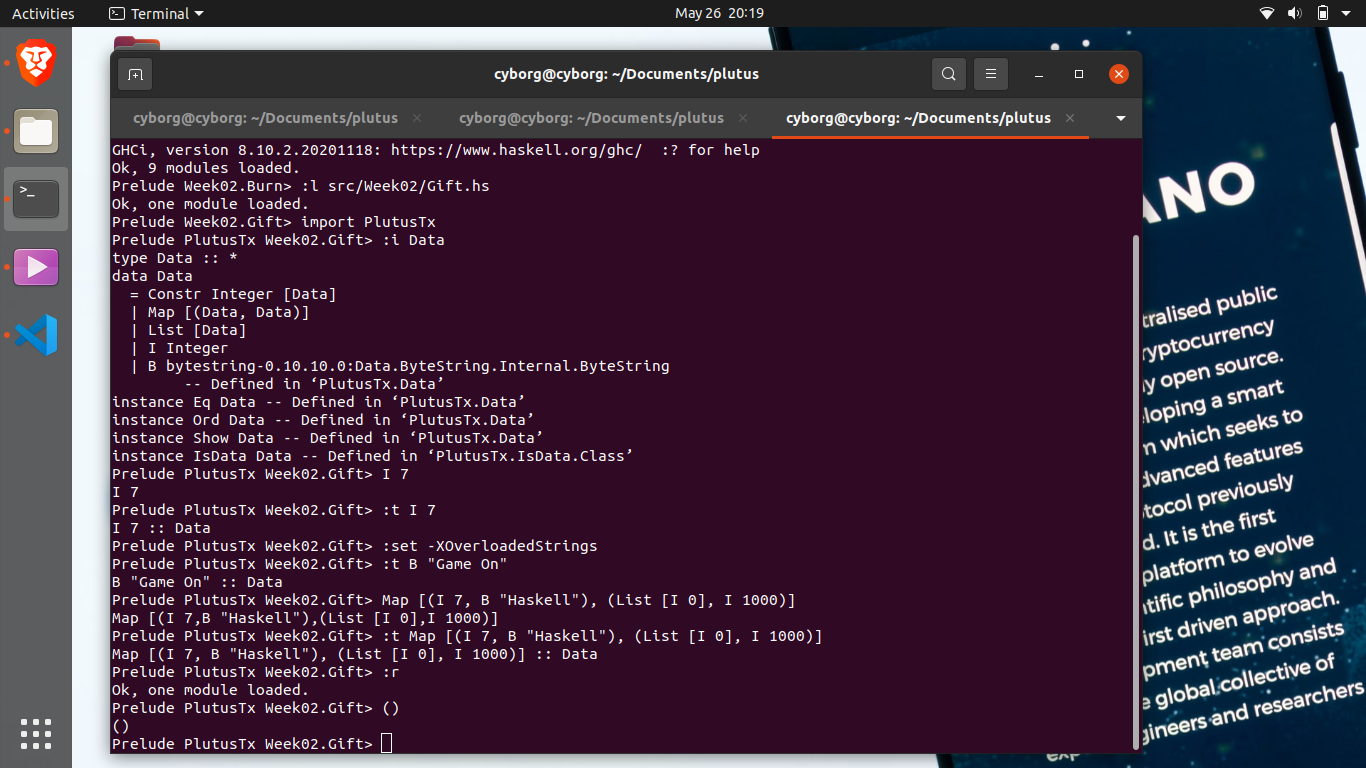 Activities Terminal May 26 20:19
cyborg@cyborg: ~/Documents/plutus
cyborg@cyborg: ~/Documents/plutus cyborg@cyborg: ~/Documents/plutus cyborg@cyborg: ~/Documents/plutus
GHCi, version 8.10.2.20201118: https://www.haskell.org/ghc/  :? for help
Ok, 9 modules loaded.
Prelude Week02.Burn> :l src/Week02/Gift.hs
Ok, one module loaded.
Prelude Week02.Gift> import PlutusTx
Prelude PlutusTx Week02.Gift> :i Data
type Data :: *
data Data
  = Constr Integer [Data]
  | Map [(Data, Data)]
  | List [Data]
  | I Integer
  | B bytestring-0.10.10.0:Data.ByteString.Internal.ByteString
        -- Defined in ‘PlutusTx.Data’
instance Eq Data -- Defined in ‘PlutusTx.Data’
instance Ord Data -- Defined in ‘PlutusTx.Data’
instance Show Data -- Defined in ‘PlutusTx.Data’
instance IsData Data -- Defined in ‘PlutusTx.IsData.Class’
Prelude PlutusTx Week02.Gift> I 7
I 7
Prelude PlutusTx Week02.Gift> :t I 7
I 7 :: Data
Prelude PlutusTx Week02.Gift> :set -XOverloadedStrings
Prelude PlutusTx Week02.Gift> :t B "Game On"
B "Game On" :: Data
Prelude PlutusTx Week02.Gift> Map [(I 7, B "Haskell"), (List [I 0], I 1000)]
Map [(I 7,B "Haskell"),(List [I 0],I 1000)]
Prelude PlutusTx Week02.Gift> :t Map [(I 7, B "Haskell"), (List [I 0], I 1000)]
Map [(I 7, B "Haskell"), (List [I 0], I 1000)] :: Data
Prelude PlutusTx Week02.Gift> :r
Ok, one module loaded.
Prelude PlutusTx Week02.Gift> ()
()
Prelude PlutusTx Week02.Gift>
ANO
public
open source.
a smart
which seeks to
features
previously
It is the first
platform to evolve
philosophy and
driven approach.
team consists
global collective of
and researchers